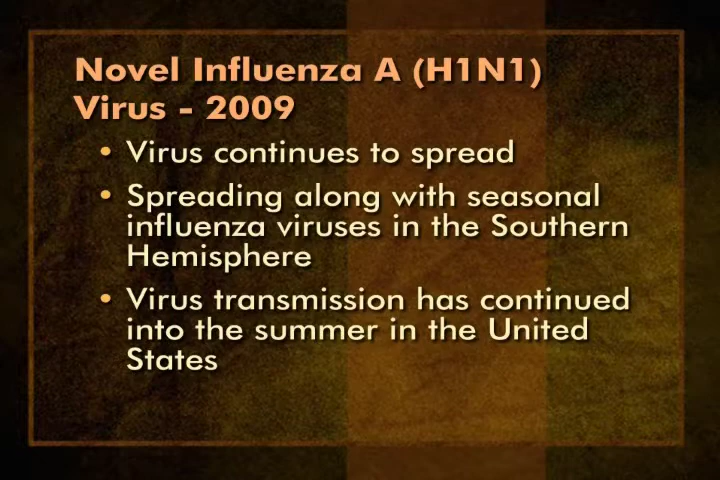 Novel Influenza A (H1N1)
Virus - 2009
• Virus continues to spread
• Spreading along with seasonal
influenza viruses in the Southern
Hemisphere
• Virus transmission has continued
into the summer in the United
States